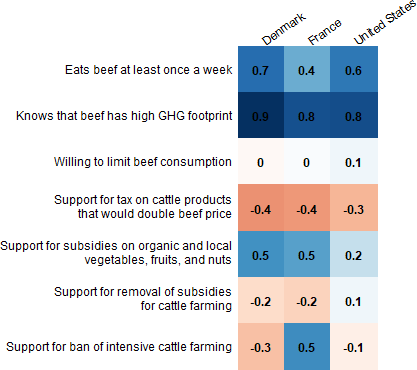 Denmark France United States
Eats beef at least once a week 0.7 0.4 0.6
Knows that beef has high GHG footprint 0.9 0.8 0.8
Willing to limit beef consumption 0 0 0.1
Support for tax on cattle products
that would double beef price -0.4 -0.4 -0.3
Support for subsidies on organic and local
vegetables, fruits, and nuts 0.5 0.5 0.2
Support for removal of subsidies
for cattle farming -0.2 -0.2 0.1
Support for ban of intensive cattle farming -0.3 0.5 -0.1